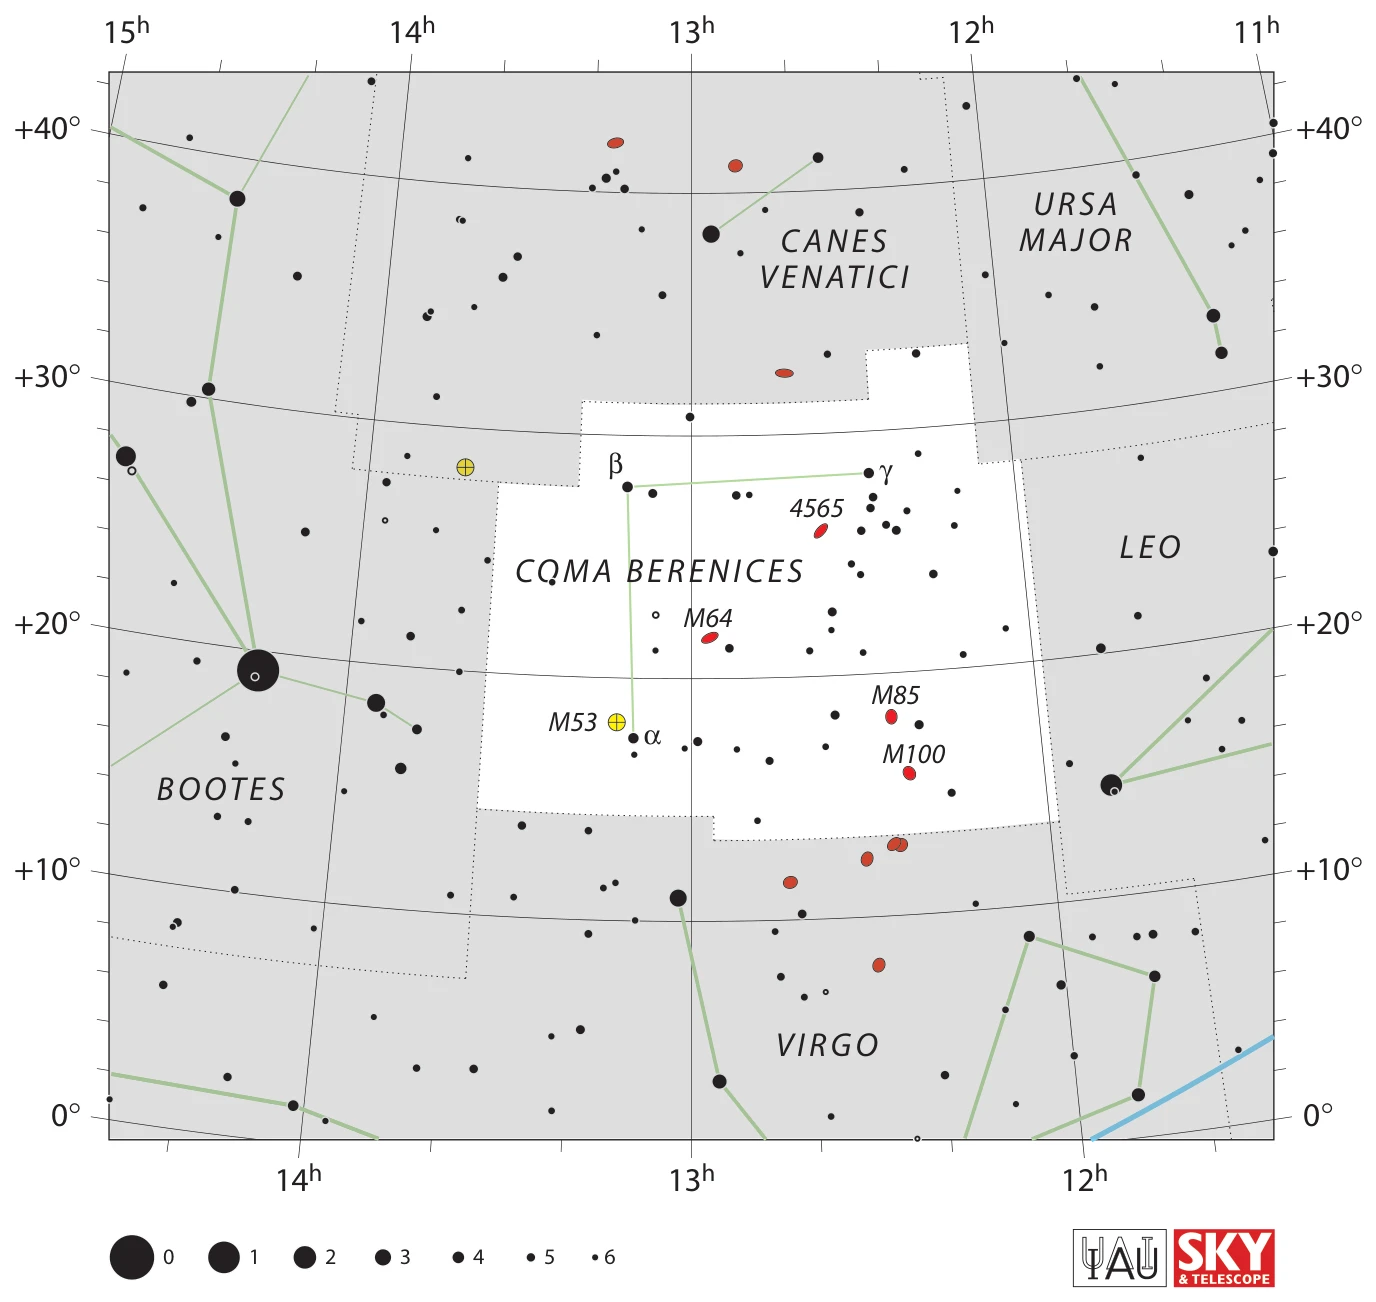 15h 14h 13h 12h 11h
+40° +40°
URSA
MAJOR
CANES
VENATICI
+30° +30°
β γ
4565
LEO
COMA BERENICES
M64
+20° +20°
M85
M53 α
M100
BOOTES
+10° +10°
VIRGO
0° 0°
14h 13h 12h
0 1 2 3 4 5 6
IAU
SKY
& TELESCOPE